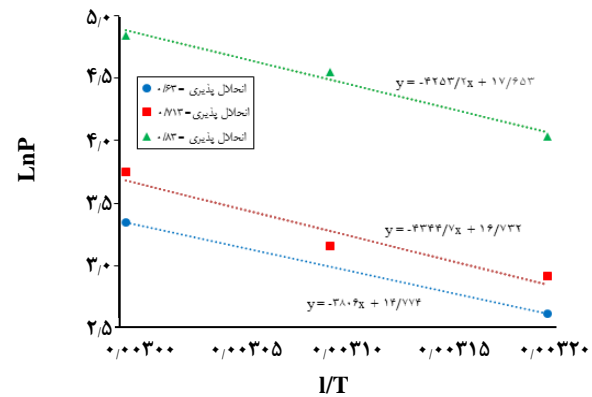 LnP
۵٫۰
۴٫۵
۴٫۰
۳٫۵
۳٫۰
۲٫۵
انحلال پذیری =۰/۶۳
انحلال پذیری =۰/۷۱۳
انحلال پذیری =۰/۸۳
y = -۴۲۵۳/۲x + ۱۷/۶۵۳
y = -۴۳۴۴/۷x + ۱۶/۷۳۲
y = -۳۸۰۴x + ۱۴/۷۷۴
۰٫۰۰۳۰۰ ۰٫۰۰۳۰۵ ۰٫۰۰۳۱۰ ۰٫۰۰۳۱۵ ۰٫۰۰۳۲۰
l/T